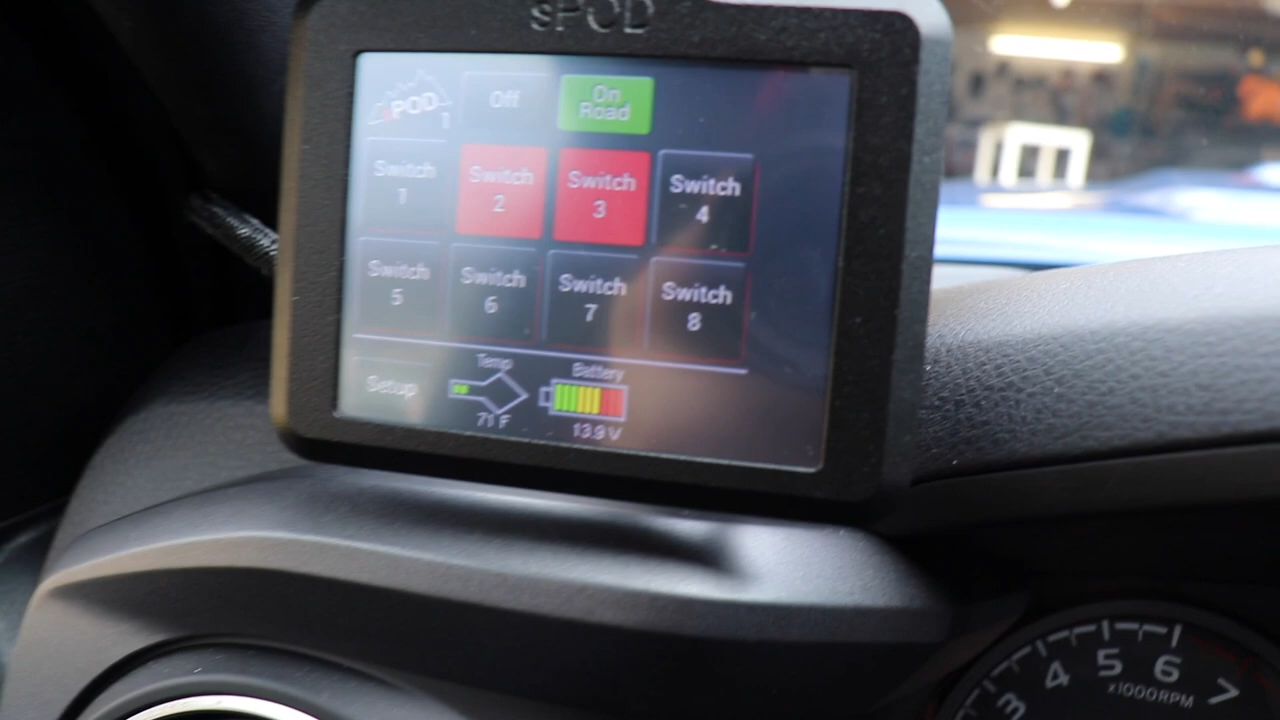 sPOD
sPOD
1
Off
On
Road
Switch
1
Switch
2
Switch
3
Switch
4
Switch
5
Switch
6
Switch
7
Switch
8
Setup
Temp
71 F
Battery
13.9 V
3
4
5
6
7
x1000RPM